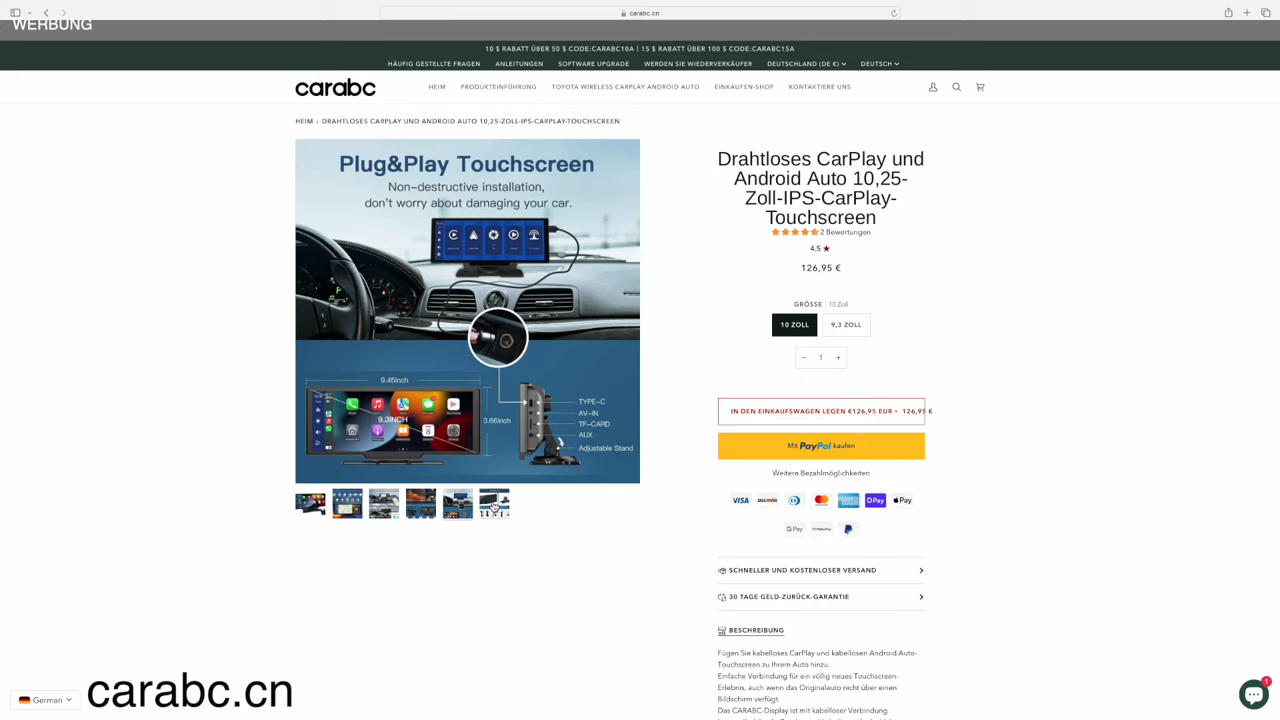 carabc.cn
WERBUNG
10 $ RABATT ÜBER 50 $ CODE:CARABC10A | 15 $ RABATT ÜBER 100 $ CODE:CARABC15A
HÄUFIG GESTELLTE FRAGEN ANLEITUNGEN SOFTWARE UPGRADE WERDEN SIE WIEDERVERKÄUFER DEUTSCHLAND (DE €) DEUTSCH
carabc HEIM PRODUKTEINFÜHRUNG TOYOTA WIRELESS CARPLAY ANDROID AUTO EINKAUFEN-SHOP KONTAKTIERE UNS
HEIM › DRAHTLOSES CARPLAY UND ANDROID AUTO 10,25-ZOLL-IPS-CARPLAY-TOUCHSCREEN
Plug&Play Touchscreen
Non-destructive installation,
don't worry about damaging your car.
9.45inch
9.3INCH
3.66inch
TYPE-C
AV-IN
TF-CARD
AUX
Adjustable Stand
Drahtloses CarPlay und
Android Auto 10,25-
Zoll-IPS-CarPlay-
Touchscreen
2 Bewertungen
4.5 ★
126,95 €
GRÖSSE 10 Zoll
10 ZOLL 9,3 ZOLL
− 1 +
IN DEN EINKAUFSWAGEN LEGEN €126,95 EUR • 126,95 €
Mit PayPal kaufen
Weitere Bezahlmöglichkeiten
VISA DISCOVER AMEX Pay Pay
G Pay
SCHNELLER UND KOSTENLOSER VERSAND
30 TAGE GELD-ZURÜCK-GARANTIE
BESCHREIBUNG
Fügen Sie kabelloses CarPlay und kabellosen Android Auto-
Touchscreen zu Ihrem Auto hinzu.
Einfache Verbindung für ein völlig neues Touchscreen-
Erlebnis, auch wenn das Originalauto nicht über einen
Bildschirm verfügt.
Das CARABC-Display ist mit kabelloser Verbindung
German
carabc.cn
1